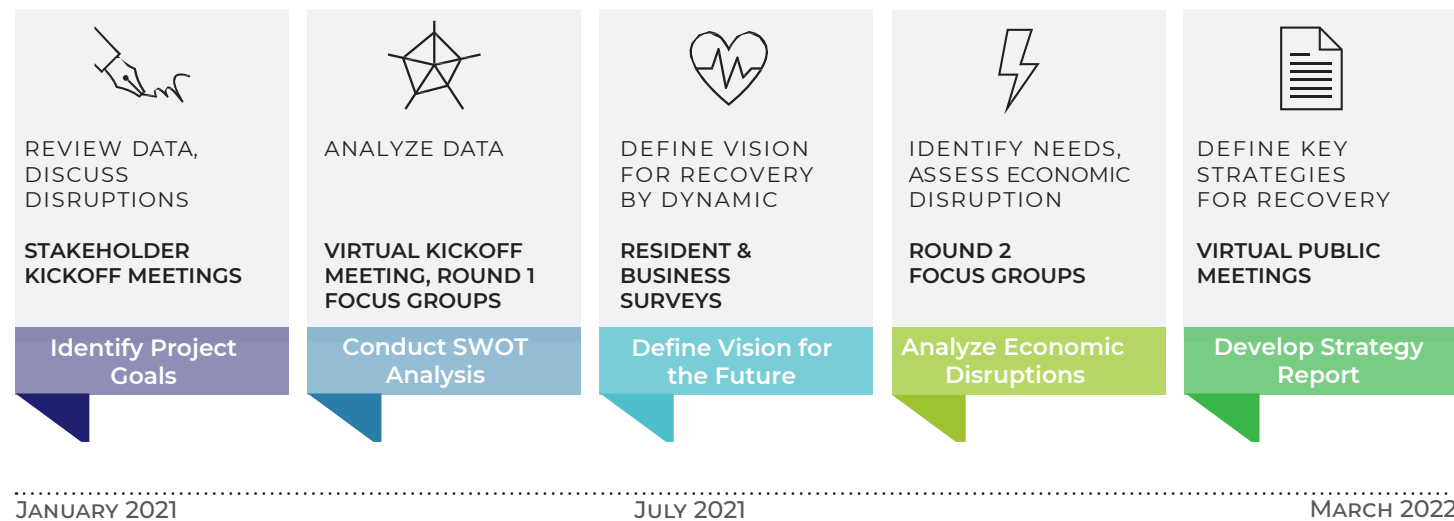 REVIEW DATA,
DISCUSS
DISRUPTIONS
STAKEHOLDER
KICKOFF MEETINGS
Identify Project
Goals
ANALYZE DATA
VIRTUAL KICKOFF
MEETING, ROUND 1
FOCUS GROUPS
Conduct SWOT
Analysis
DEFINE VISION
FOR RECOVERY
BY DYNAMIC
RESIDENT &
BUSINESS
SURVEYS
Define Vision for
the Future
IDENTIFY NEEDS,
ASSESS ECONOMIC
DISRUPTION
ROUND 2
FOCUS GROUPS
Analyze Economic
Disruptions
DEFINE KEY
STRATEGIES
FOR RECOVERY
VIRTUAL PUBLIC
MEETINGS
Develop Strategy
Report
JANUARY 2021
JULY 2021
MARCH 2022